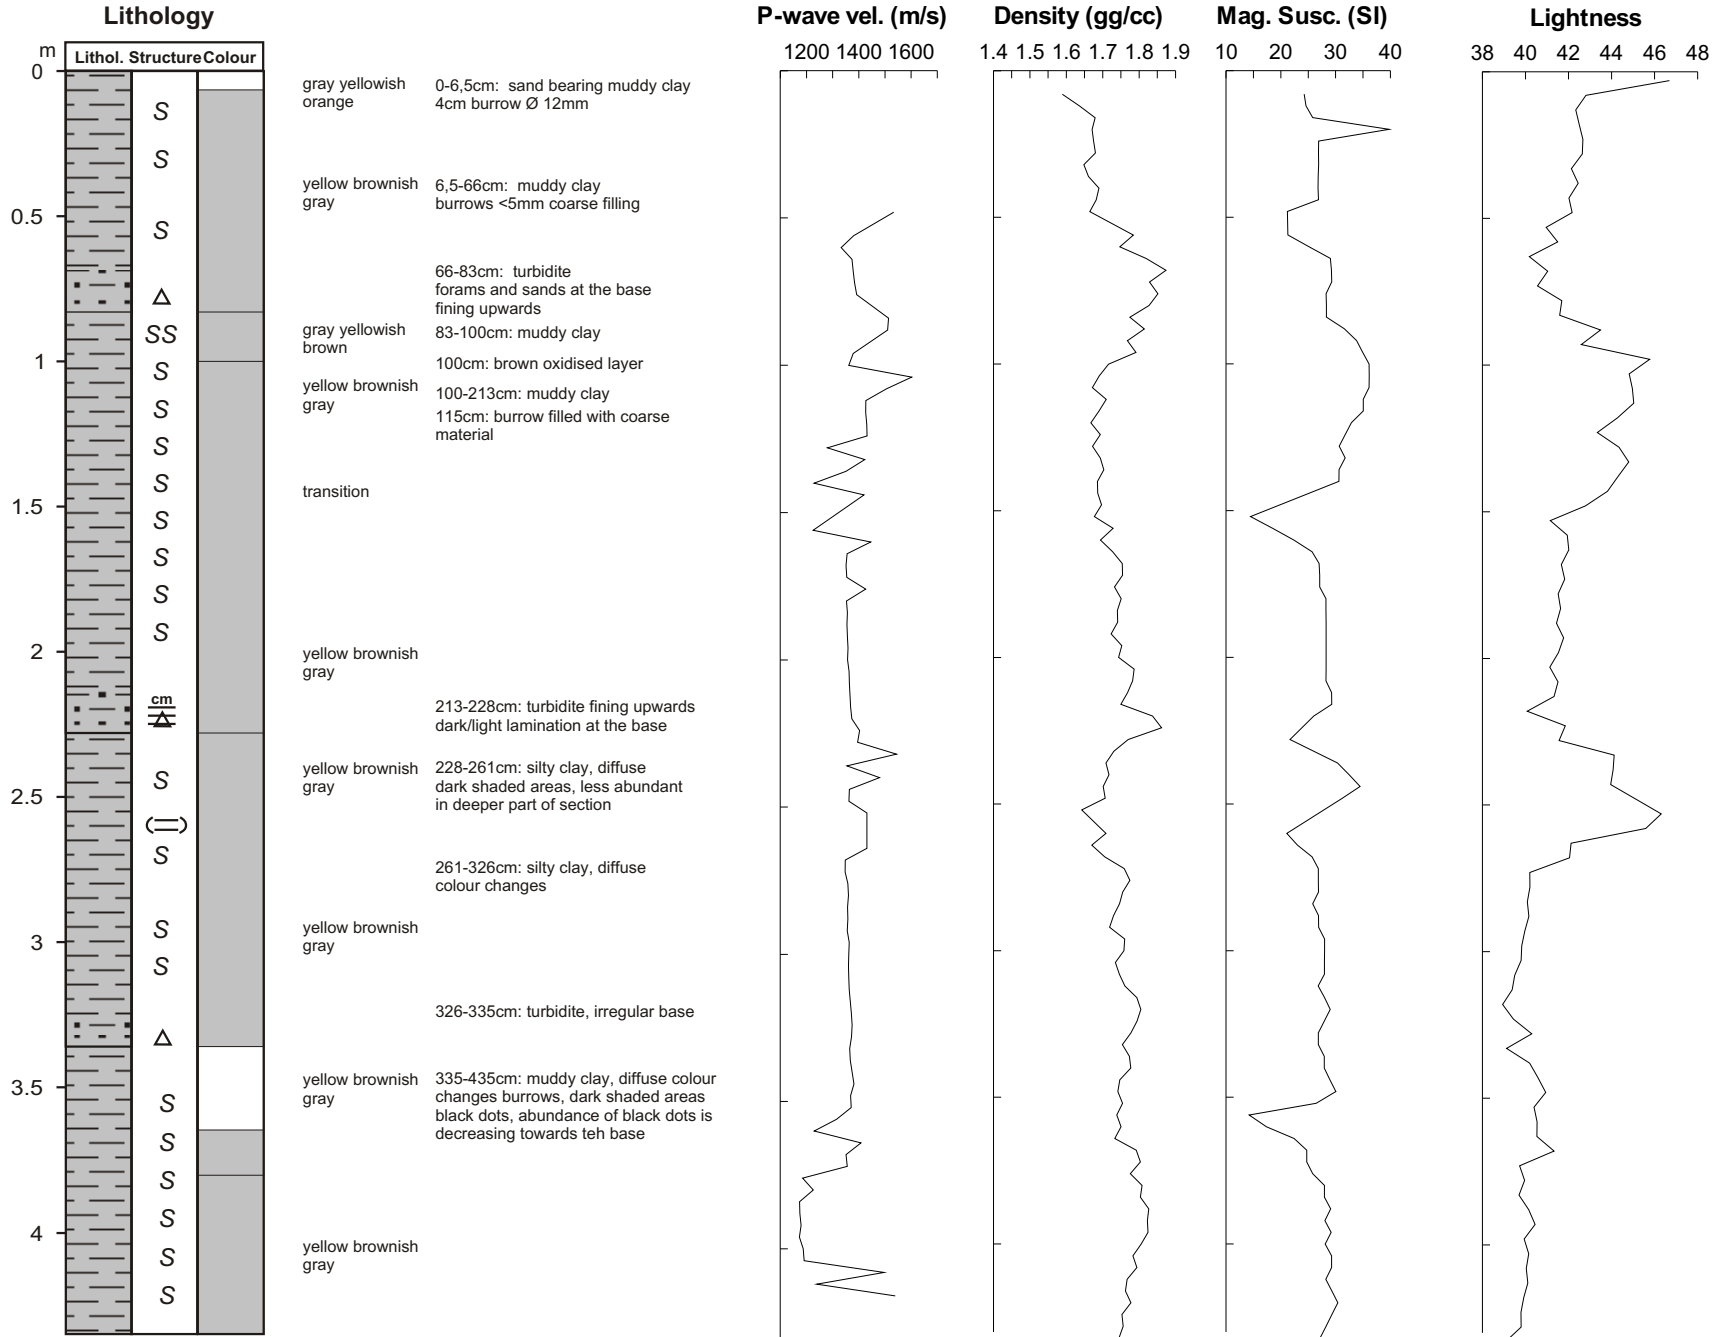 Lithology
P-wave vel. (m/s)
Density (gg/cc)
Mag. Susc. (SI)
Lightness
m
Lithol. Structure Colour
1200 1400 1600
1.4 1.5 1.6 1.7 1.8 1.9
10 20 30 40
38 40 42 44 46 48
0
gray yellowish
orange
0-6,5cm: sand bearing muddy clay
4cm burrow Ø 12mm
S
S
yellow brownish
gray
6,5-66cm: muddy clay
burrows <5mm coarse filling
0.5
S
66-83cm: turbidite
forams and sands at the base
fining upwards
SS
gray yellowish
brown
83-100cm: muddy clay
1
S
100cm: brown oxidised layer
yellow brownish
gray
100-213cm: muddy clay
115cm: burrow filled with coarse
material
S
S
S
transition
1.5
S
S
S
S
2
yellow brownish
gray
cm
213-228cm: turbidite fining upwards
dark/light lamination at the base
S
yellow brownish
gray
228-261cm: silty clay, diffuse
dark shaded areas, less abundant
in deeper part of section
2.5
S
261-326cm: silty clay, diffuse
colour changes
S
yellow brownish
gray
3
S
326-335cm: turbidite, irregular base
3.5
S
yellow brownish
gray
335-435cm: muddy clay, diffuse colour
changes burrows, dark shaded areas
black dots, abundance of black dots is
decreasing towards teh base
S
S
S
4
S
yellow brownish
gray
S